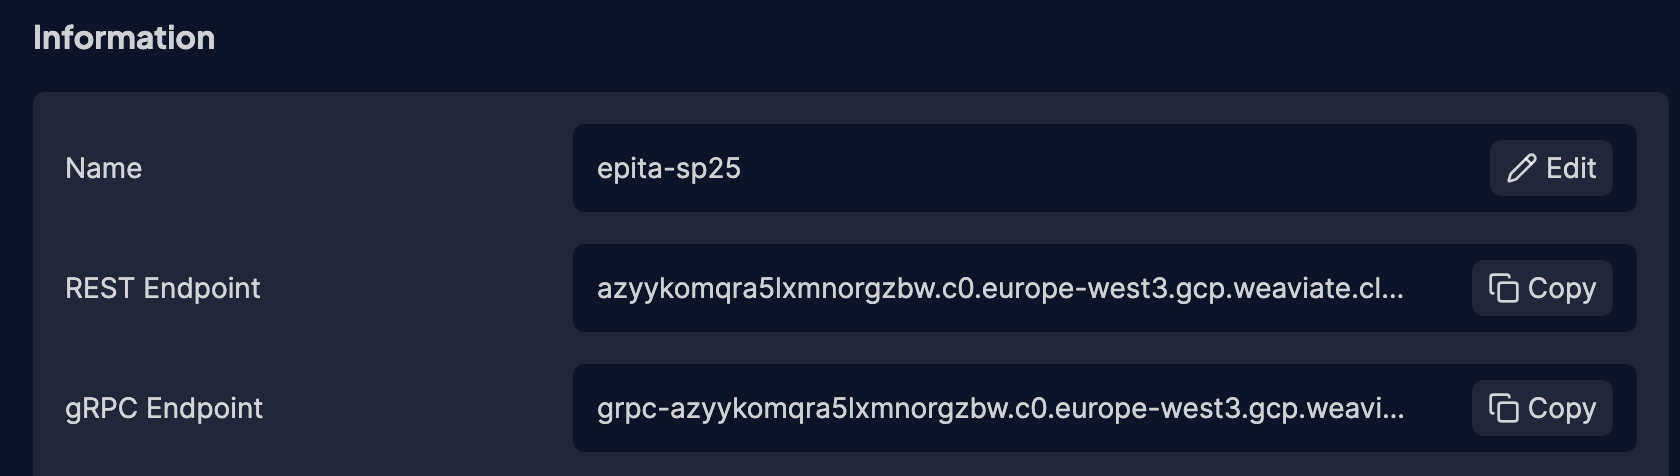 Information
Name
epita-sp25
Edit
REST Endpoint
azyykomqra5lxmnorgzbw.c0.europe-west3.gcp.weaviate.cl...
Copy
gRPC Endpoint
grpc-azyykomqra5lxmnorgzbw.c0.europe-west3.gcp.weavi...
Copy